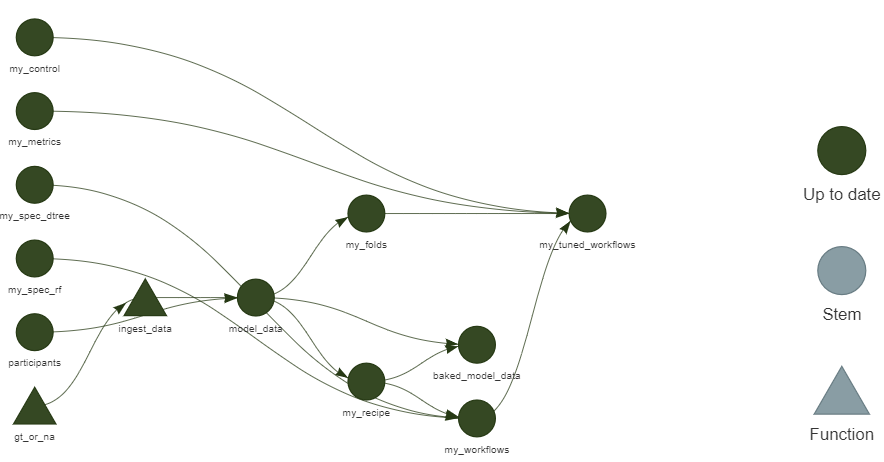 my_control
my_metrics
my_spec_dtree
my_spec_rf
participants
gt_or_na
ingest_data
model_data
my_folds
my_recipe
baked_model_data
my_workflows
my_tuned_workflows
Up to date
Stem
Function